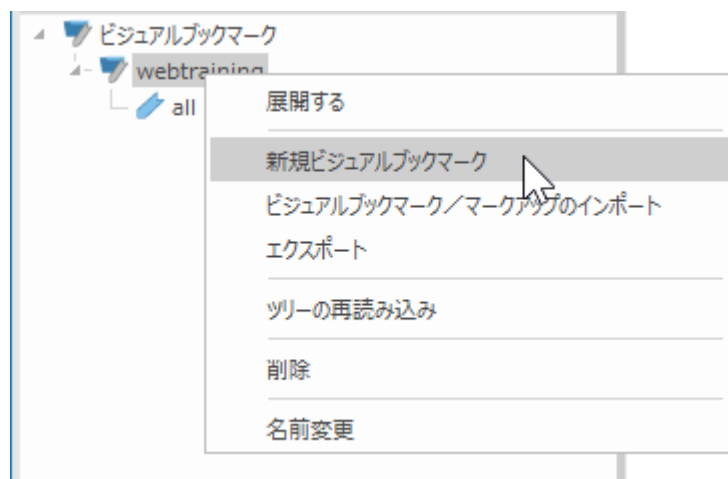 ビジュアルブックマーク
webtraining
all
展開する
新規ビジュアルブックマーク
ビジュアルブックマーク／マークアップのインポート
エクスポート
ツリーの再読み込み
削除
名前変更